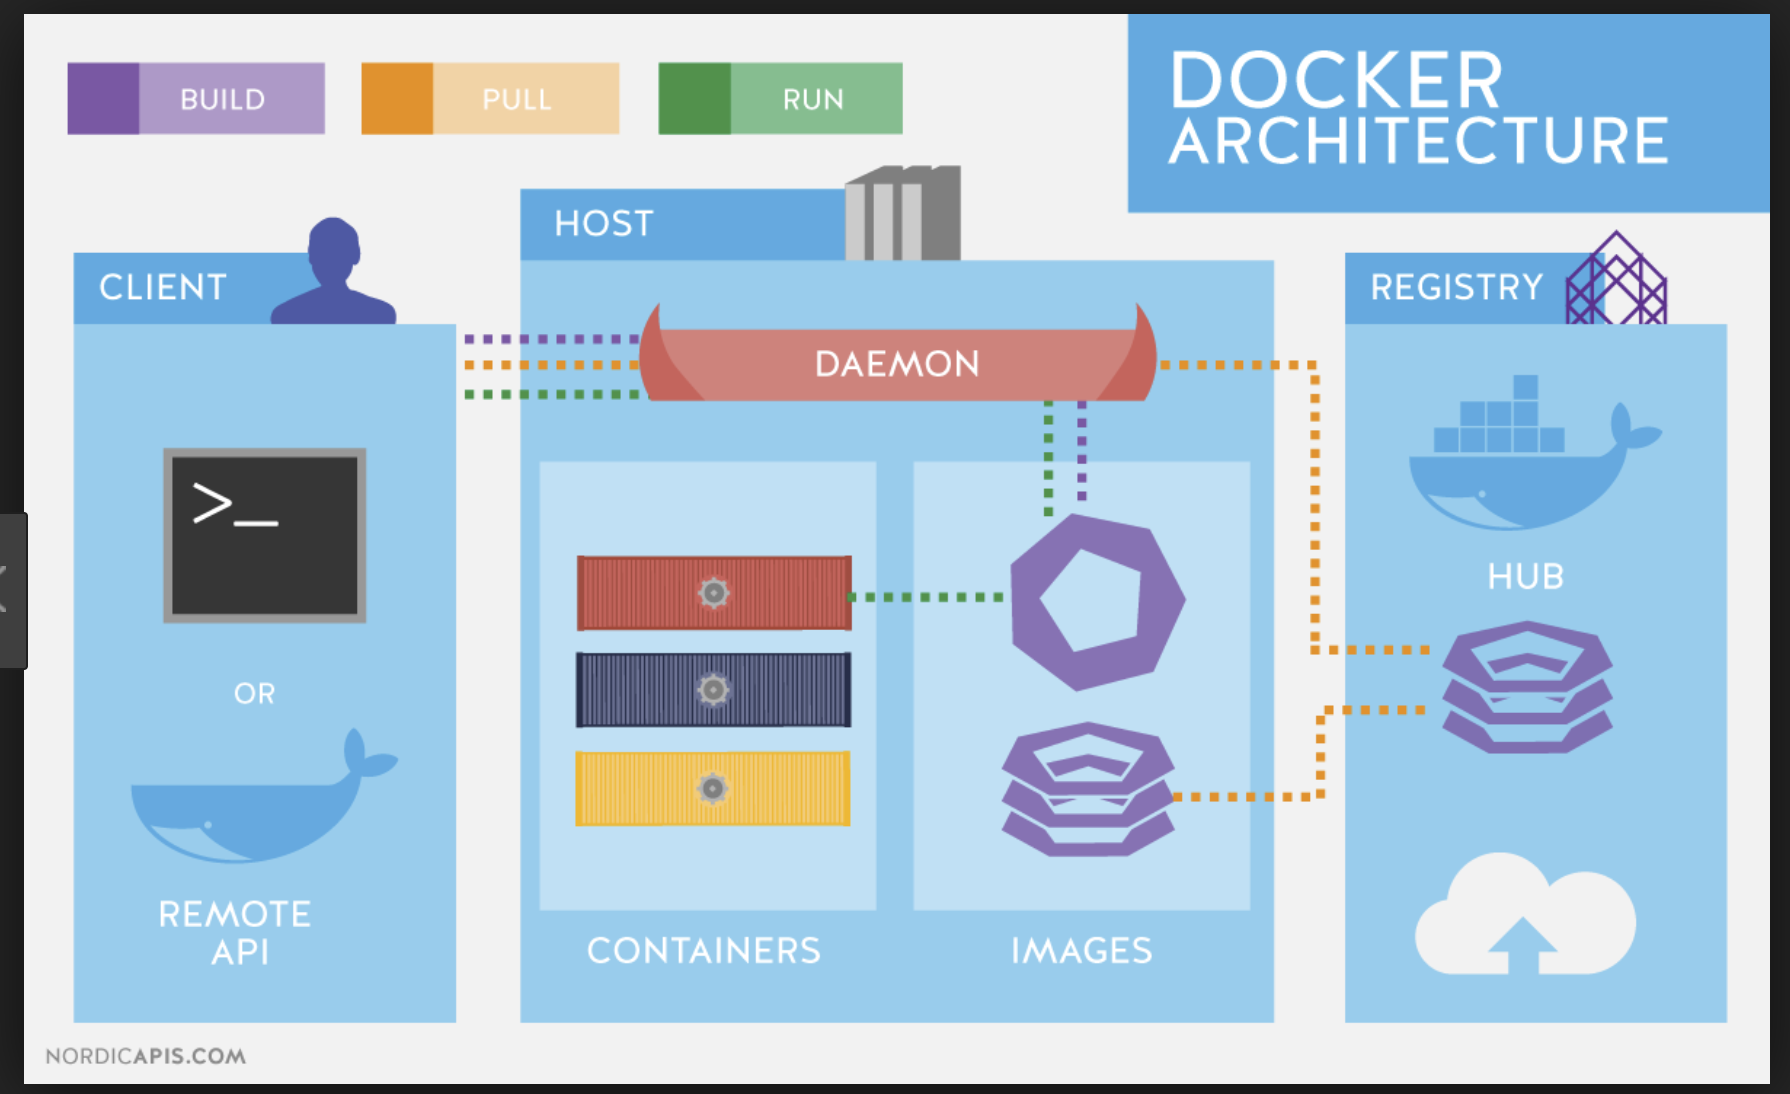 BUILD
PULL
RUN
DOCKER
ARCHITECTURE
HOST
CLIENT
REGISTRY
DAEMON
>_
HUB
OR
REMOTE
API
CONTAINERS
IMAGES
NORDICAPIS.COM